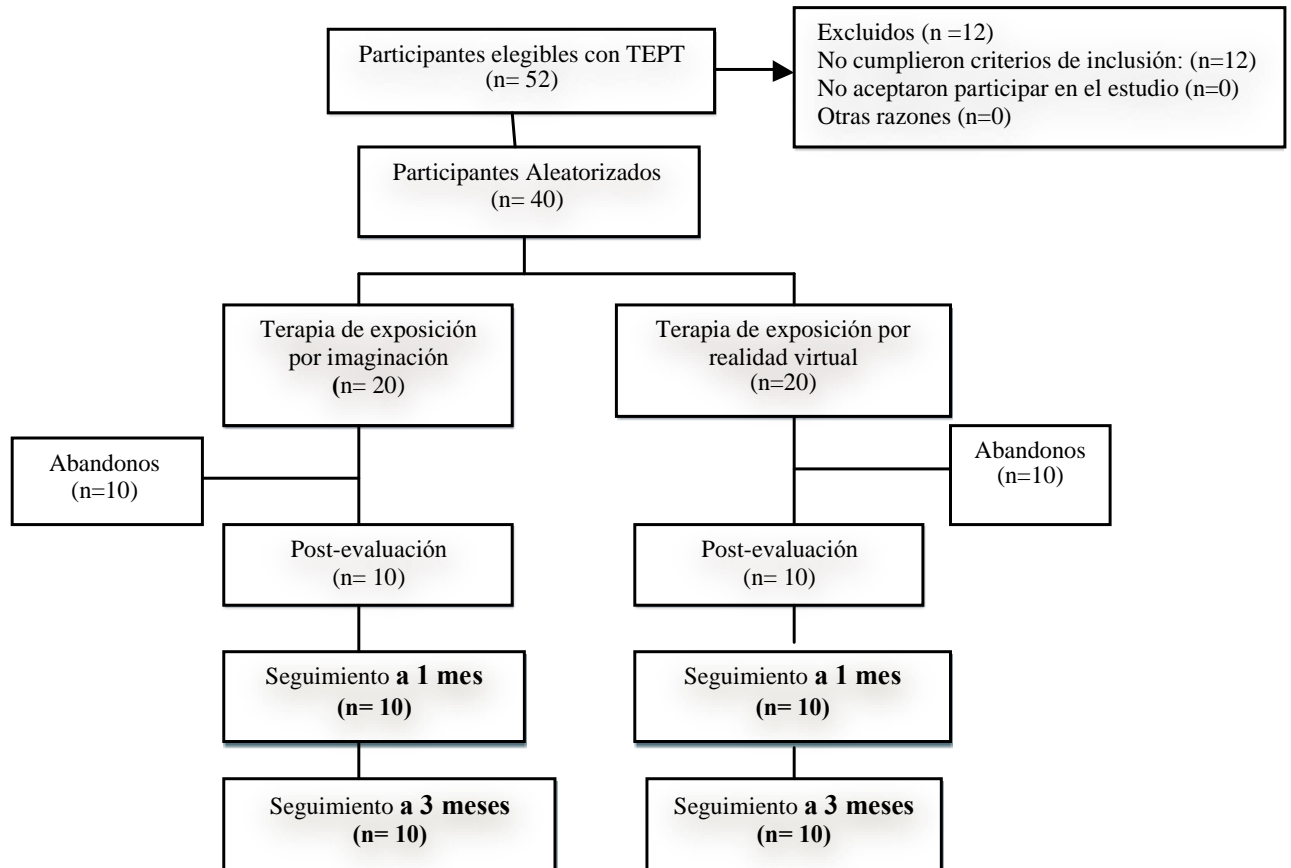 Participantes elegibles con TEPT
(n= 52)
Excluidos (n =12)
No cumplieron criterios de inclusión: (n=12)
No aceptaron participar en el estudio (n=0)
Otras razones (n=0)
Participantes Aleatorizados
(n= 40)
Terapia de exposición
por imaginación
(n= 20)
Terapia de exposición por
realidad virtual
(n=20)
Abandonos
(n=10)
Abandonos
(n=10)
Post-evaluación
(n= 10)
Post-evaluación
(n= 10)
Seguimiento a 1 mes
(n= 10)
Seguimiento a 1 mes
(n= 10)
Seguimiento a 3 meses
(n= 10)
Seguimiento a 3 meses
(n= 10)